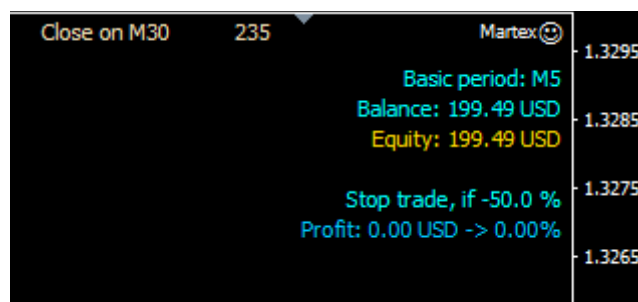 Close on M30 235 Martex☺
1.3295
Basic period: M5
Balance: 199.49 USD
1.3285
Equity: 199.49 USD
Stop trade, if -50.0 %
1.3275
Profit: 0.00 USD -> 0.00%
1.3265